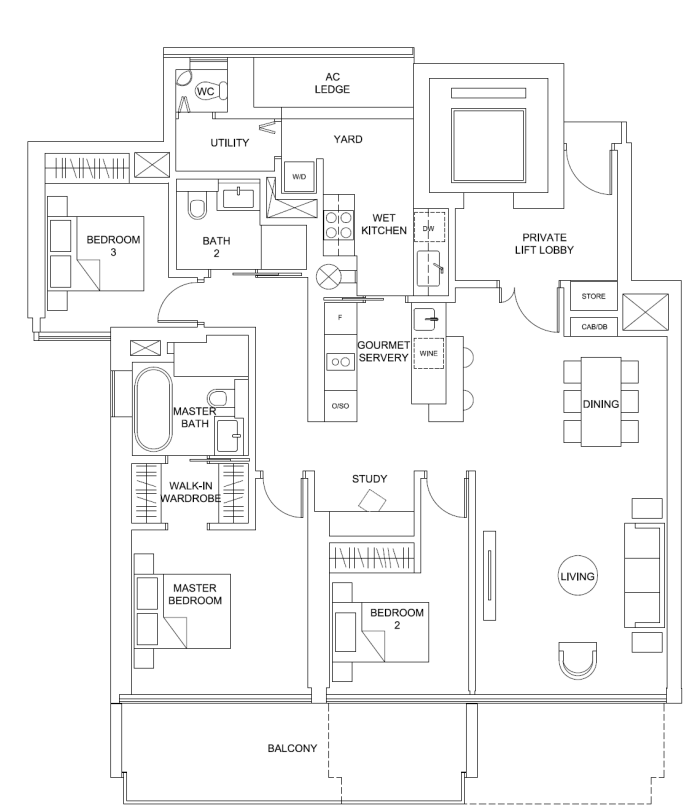 AC
LEDGE
WC
UTILITY
YARD
W/D
WET
KITCHEN
DW
BEDROOM
3
BATH
2
PRIVATE
LIFT LOBBY
STORE
CAB/DB
F
GOURMET
SERVERY
WINE
O/SO
MASTER
BATH
DINING
WALK-IN
WARDROBE
STUDY
MASTER
BEDROOM
BEDROOM
2
LIVING
BALCONY